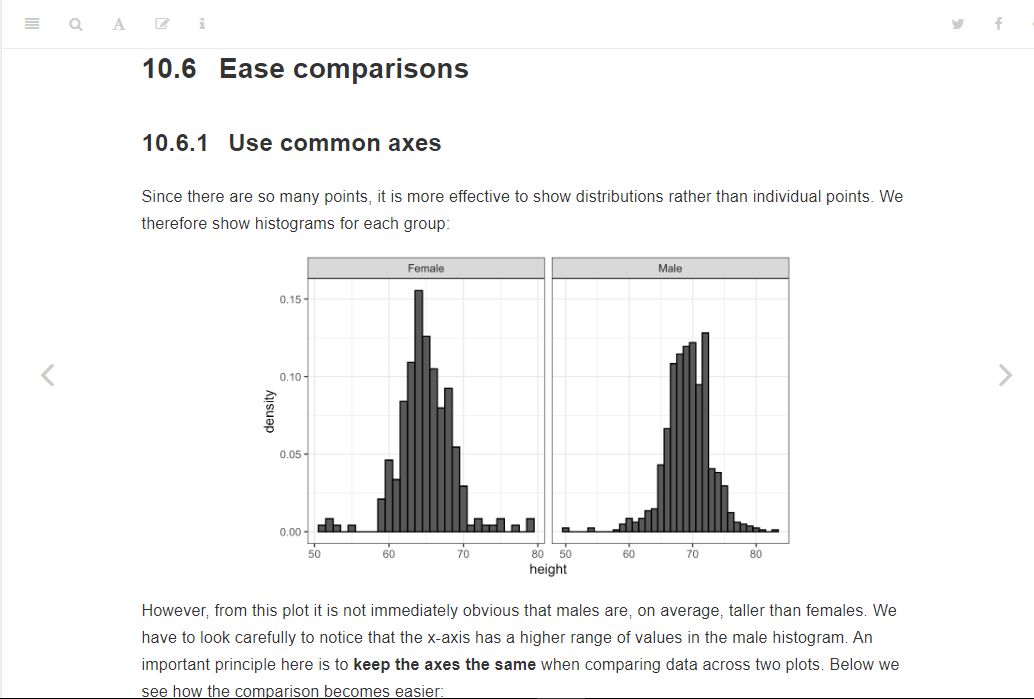 10.6 Ease comparisons
10.6.1 Use common axes
Since there are so many points, it is more effective to show distributions rather than individual points. We
therefore show histograms for each group:
Female
Male
0.15
0.10
0.05
0.00
density
50 60 70 80
50 60 70 80
height
However, from this plot it is not immediately obvious that males are, on average, taller than females. We
have to look carefully to notice that the x-axis has a higher range of values in the male histogram. An
important principle here is to keep the axes the same when comparing data across two plots. Below we
see how the comparison becomes easier: